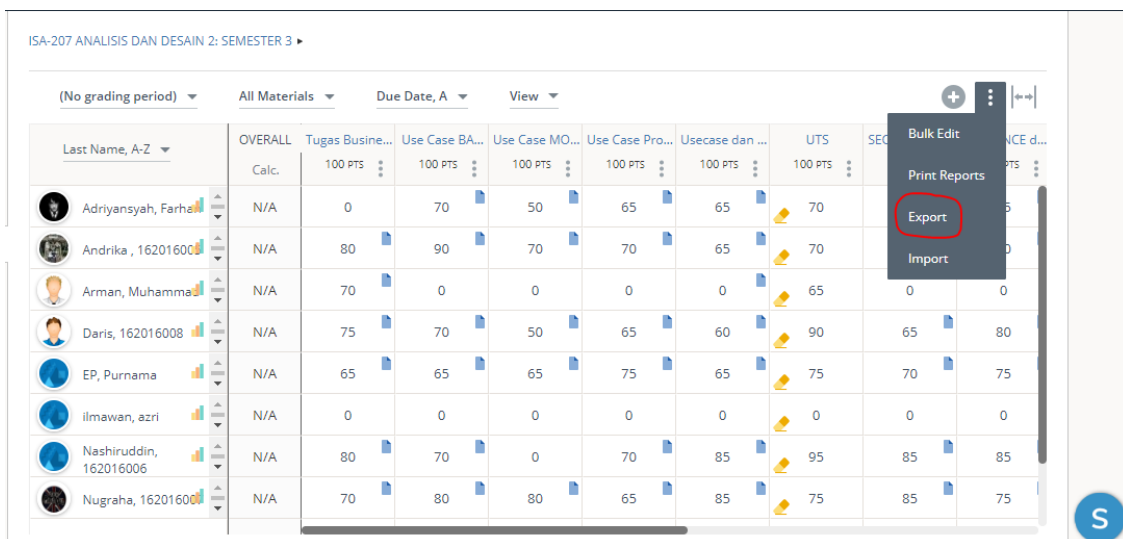 ISA-207 ANALISIS DAN DESAIN 2: SEMESTER 3
(No grading period) All Materials Due Date, A View
Last Name, A-Z OVERALL Tugas Busine... Use Case BA... Use Case MO... Use Case Pro... Usecase dan ... UTS
Calc. 100 PTS 100 PTS 100 PTS 100 PTS 100 PTS 100 PTS PTS
Bulk Edit
Print Reports
Export
Import
Adriyansyah, Farha N/A 0 70 50 65 65 70
Andrika , 16201600 N/A 80 90 70 70 65 70
Arman, Muhamma N/A 70 0 0 0 0 65 0 0
Daris, 162016008 N/A 75 70 50 65 60 90 65 80
EP, Purnama N/A 65 65 65 75 65 75 70 75
ilmawan, azri N/A 0 0 0 0 0 0 0 0
Nashiruddin,
162016006 N/A 80 70 0 70 85 95 85 85
Nugraha, 16201600 N/A 70 80 80 65 85 75 85 75
S